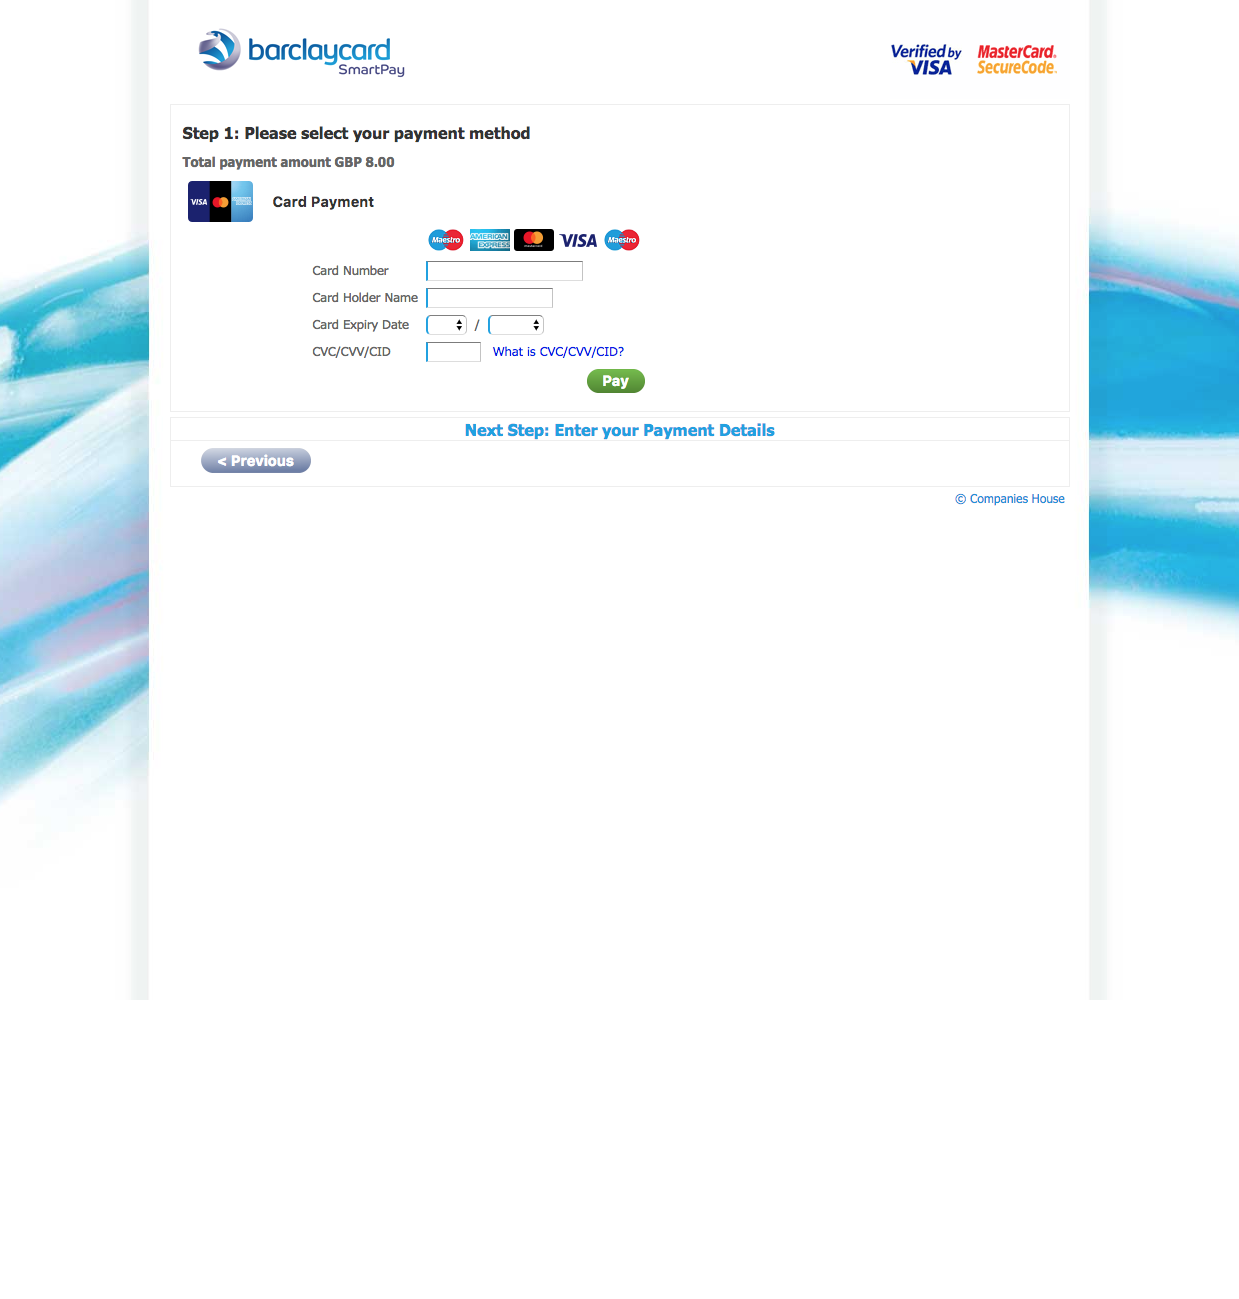 barclaycard
SmartPay
Verified by
VISA
MasterCard.
SecureCode.
Step 1: Please select your payment method
Total payment amount GBP 8.00
VISA
Card Payment
Maestro
AMERICAN
EXPRESS
mastercard
VISA
Maestro
Card Number
Card Holder Name
Card Expiry Date
/
CVC/CVV/CID
What is CVC/CVV/CID?
Pay
Next Step: Enter your Payment Details
< Previous
© Companies House